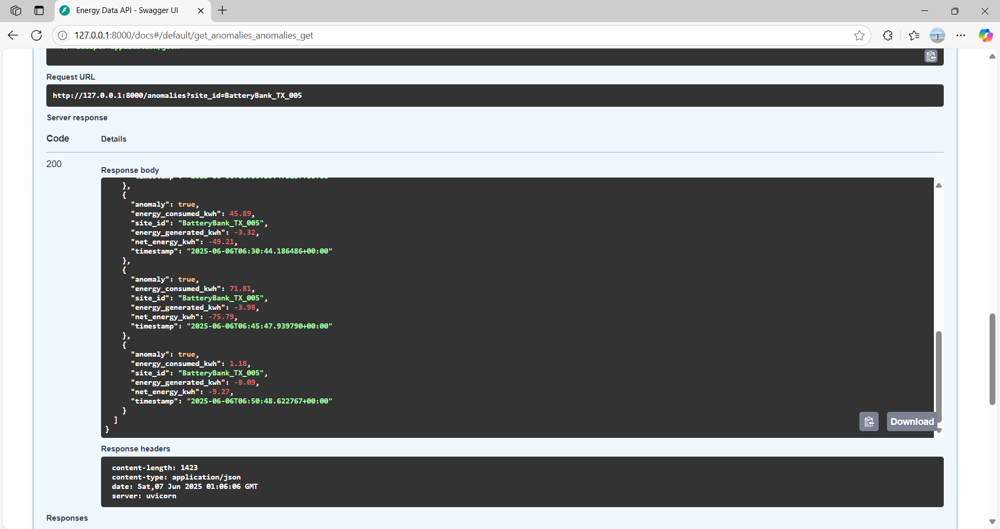 Energy Data API - Swagger UI
127.0.0.1:8000/docs#/default/get_anomalies_anomalies_get
Request URL
http://127.0.0.1:8000/anomalies?site_id=BatteryBank_TX_005
Server response
Code Details
200
Response body
},
{
"anomaly": true,
"energy_consumed_kwh": 45.89,
"site_id": "BatteryBank_TX_005",
"energy_generated_kwh": -3.32,
"net_energy_kwh": -49.21,
"timestamp": "2025-06-06T06:30:44.186486+00:00"
},
{
"anomaly": true,
"energy_consumed_kwh": 71.81,
"site_id": "BatteryBank_TX_005",
"energy_generated_kwh": -3.98,
"net_energy_kwh": -75.79,
"timestamp": "2025-06-06T06:45:47.939790+00:00"
},
{
"anomaly": true,
"energy_consumed_kwh": 1.18,
"site_id": "BatteryBank_TX_005",
"energy_generated_kwh": -8.09,
"net_energy_kwh": -9.27,
"timestamp": "2025-06-06T06:50:48.622767+00:00"
}
]
}
Download
Response headers
content-length: 1423
content-type: application/json
date: Sat,07 Jun 2025 01:06:06 GMT
server: uvicorn
Responses